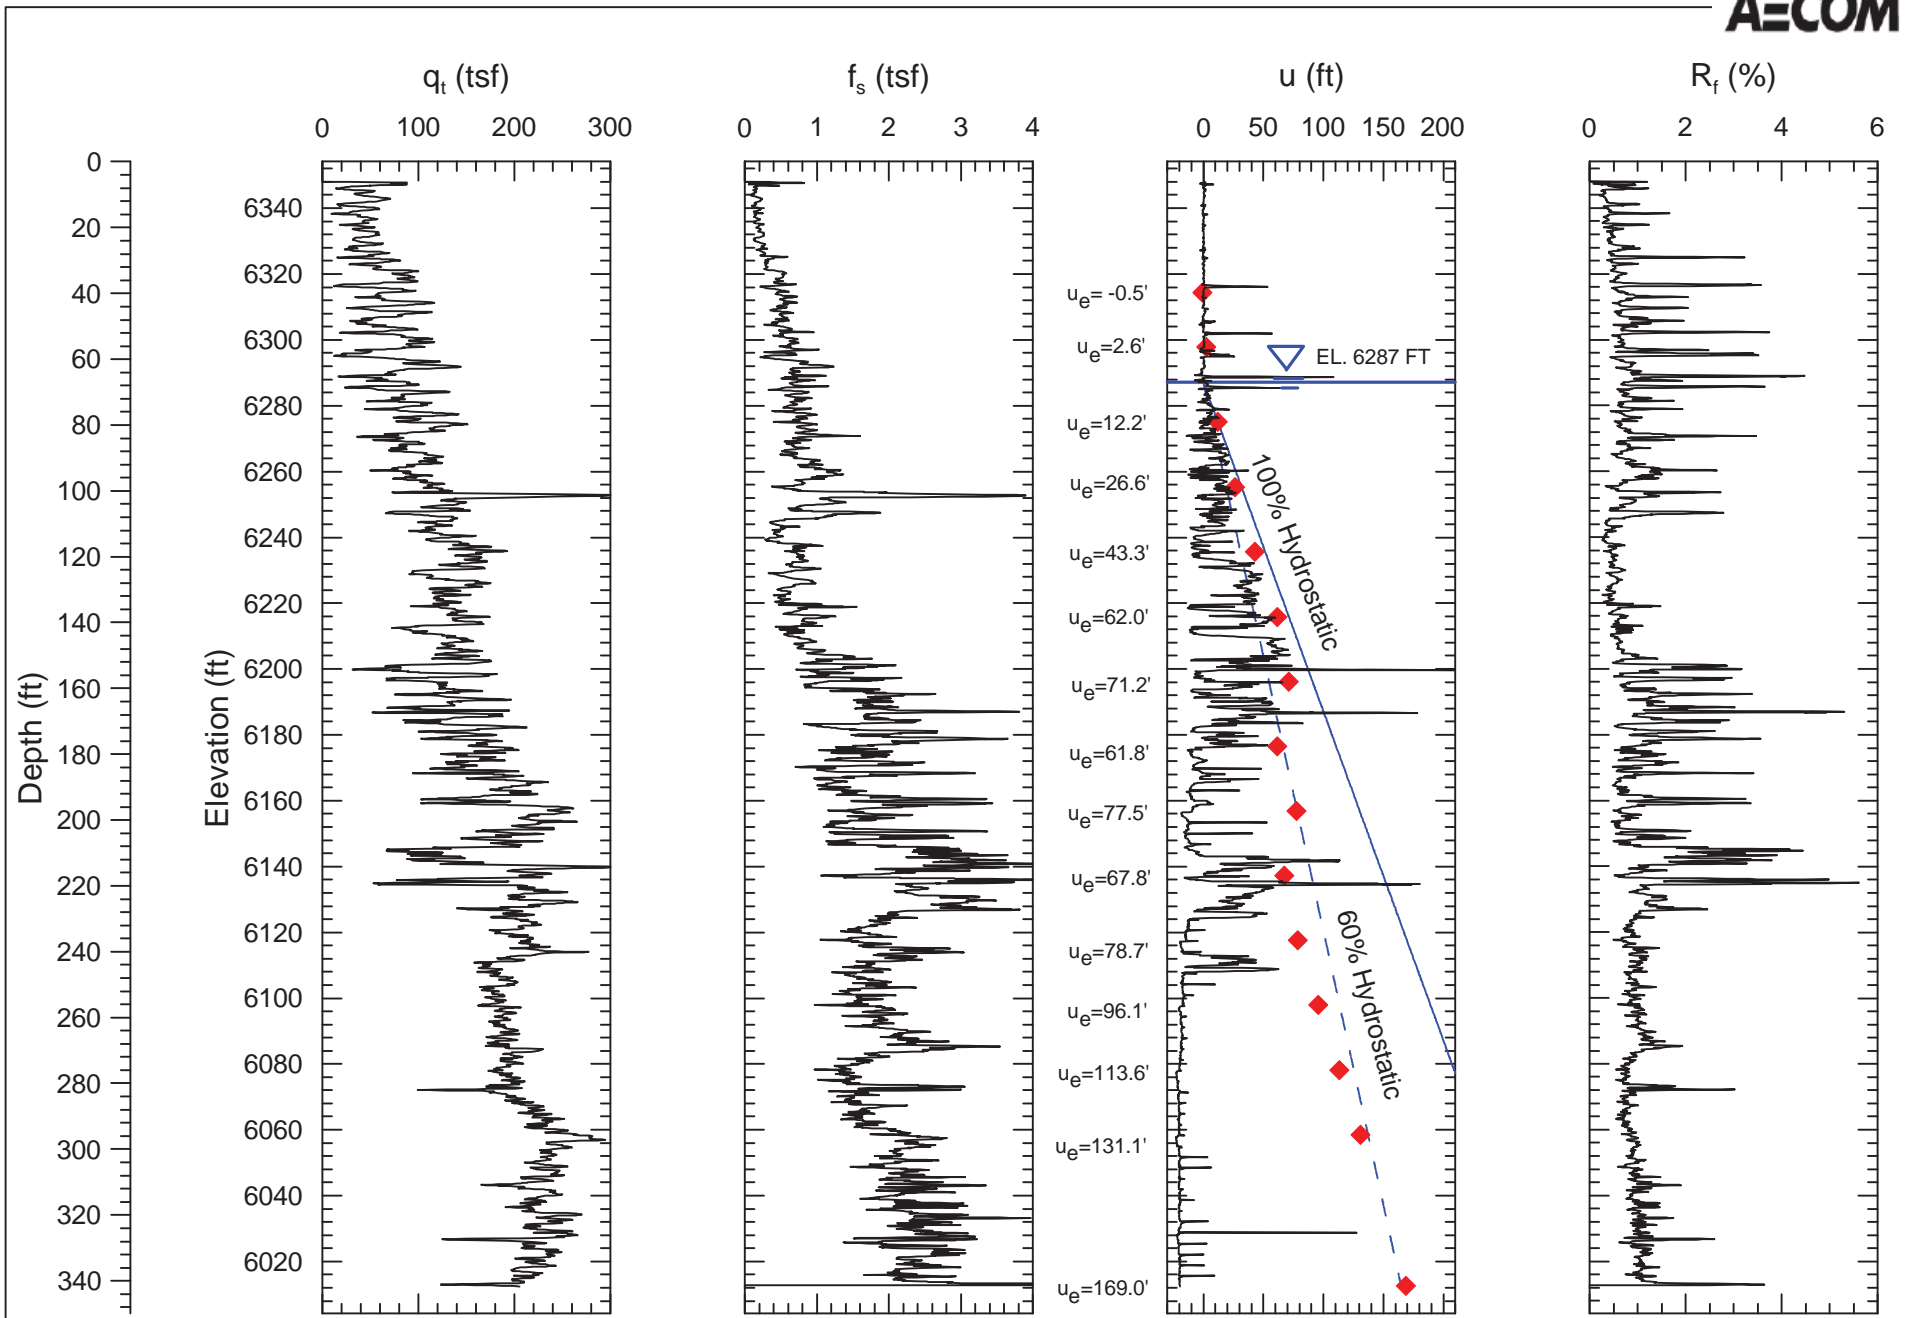 AECOM
qt (tsf)
fs (tsf)
u (ft)
Rf (%)
0 100 200 300
0 1 2 3 4
0 50 100 150 200
0 2 4 6
Depth (ft)
0
20
40
60
80
100
120
140
160
180
200
220
240
260
280
300
320
340
Elevation (ft)
6340
6320
6300
6280
6260
6240
6220
6200
6180
6160
6140
6120
6100
6080
6060
6040
6020
ue= -0.5'
ue=2.6'
ue=12.2'
ue=26.6'
ue=43.3'
ue=62.0'
ue=71.2'
ue=61.8'
ue=77.5'
ue=67.8'
ue=78.7'
ue=96.1'
ue=113.6'
ue=131.1'
ue=169.0'
EL. 6287 FT
100% Hydrostatic
60% Hydrostatic